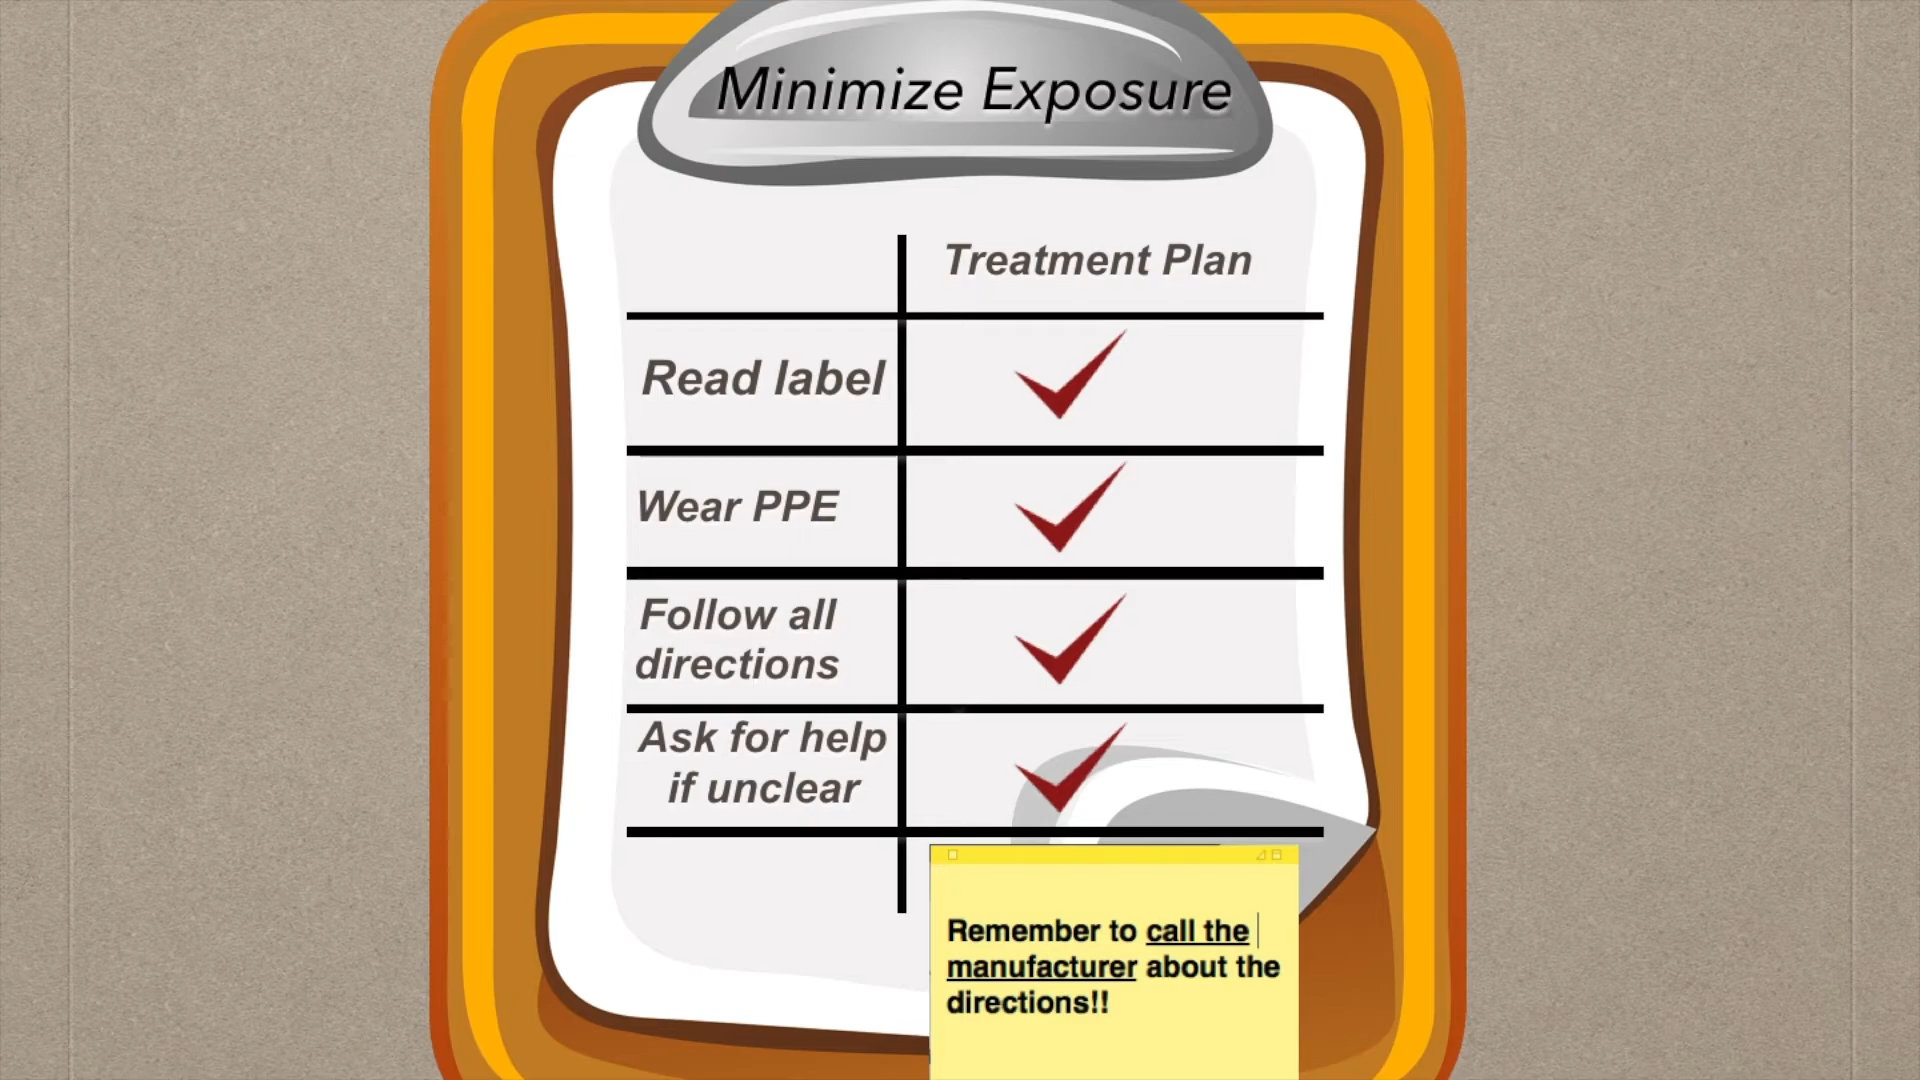 Minimize Exposure
Treatment Plan
Read label
Wear PPE
Follow all
directions
Ask for help
if unclear
Remember to call the
manufacturer about the
directions!!